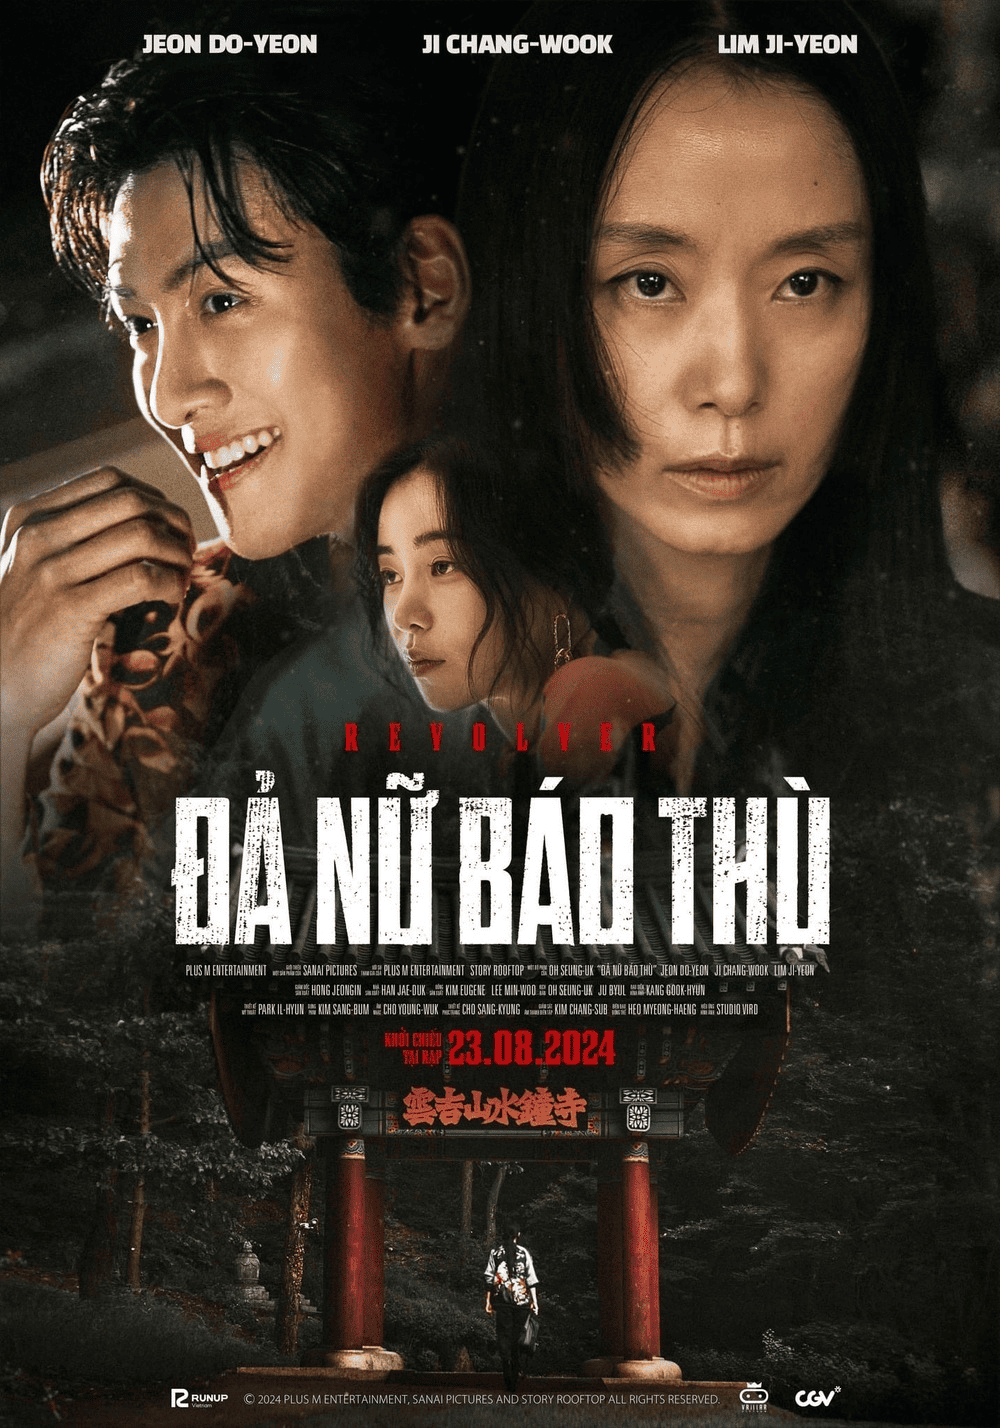 JEON DO-YEON JI CHANG-WOOK LIM JI-YEON
REVOLVER
ĐẢ NỮ BÁO THÙ
PLUS M ENTERTAINMENT SANAI PICTURES PLUS M ENTERTAINMENT STORY ROOFTOP OH SEUNG-UK "ĐẢ NỮ BÁO THÙ" JEON DO-YEON JI CHANG-WOOK LIM JI-YEON
HONG JEONGIN HAN JAE-DUK KIM EUGENE LEE MIN-WOO OH SEUNG-UK JU BYUL KANG GOOK-HYUN
PARK IL-HYUN KIM SANG-BUM CHO YOUNG-WUK CHO SANG-KYUNG KIM CHANG-SUB HEO MYEONG-HAENG STUDIO VIRD
KHỞI CHIẾU
TẠI RẠP 23.08.2024
雲吉山水鐘寺
RUNUP
Vietnam
© 2024 PLUS M ENTERTAINMENT, SANAI PICTURES AND STORY ROOFTOP ALL RIGHTS RESERVED.
CGV